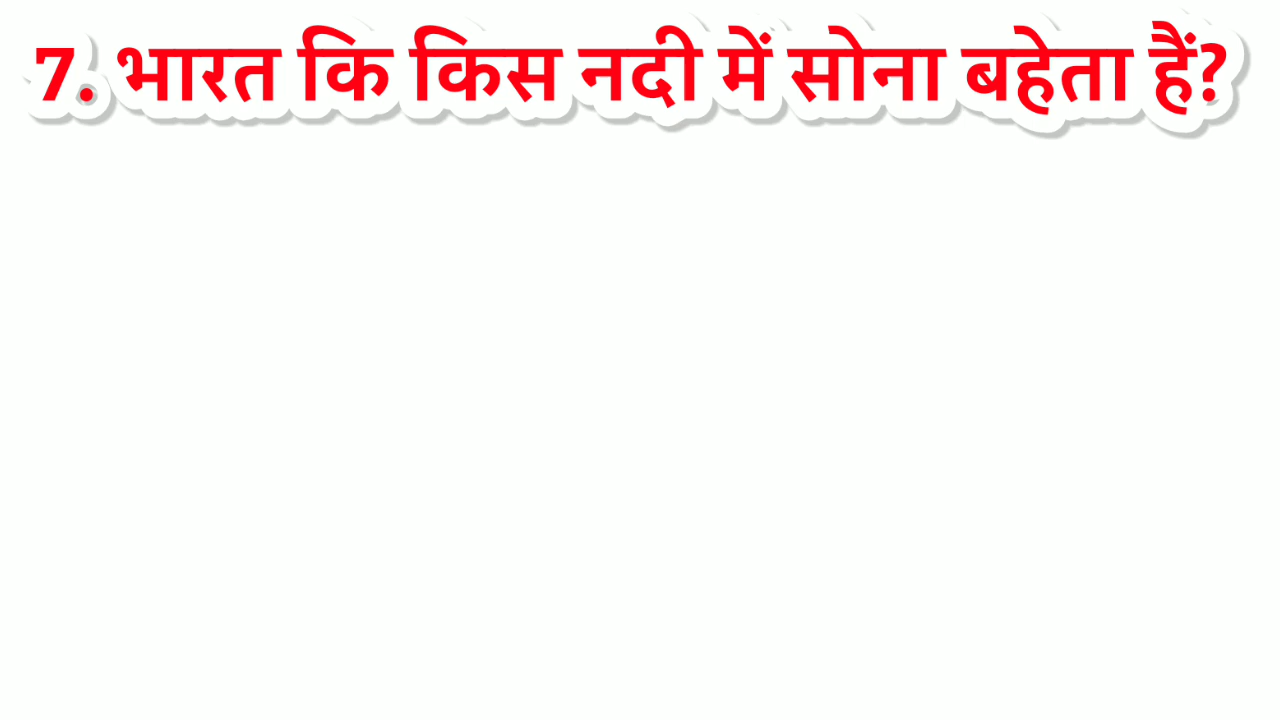 7. भारत कि किस नदी में सोना बहेता हैं?